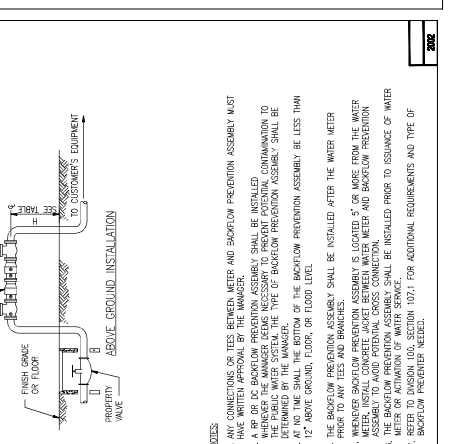 FINISH GRADE
OR FLOOR
H
SEE TABLE
TO CUSTOMER'S EQUIPMENT
PROPERTY
VALVE
ABOVE GROUND INSTALLATION
NOTES:
ANY CONNECTIONS OR TEES BETWEEN METER AND BACKFLOW PREVENTION ASSEMBLY MUST
HAVE WRITTEN APPROVAL BY THE MANAGER.
A RP OR DC BACKFLOW PREVENTION ASSEMBLY SHALL BE INSTALLED
WHENEVER THE MANAGER DEEMS NECESSARY TO PREVENT POTENTIAL CONTAMINATION TO
THE PUBLIC WATER SYSTEM. THE TYPE OF BACKFLOW PREVENTION ASSEMBLY SHALL BE
DETERMINED BY THE MANAGER.
AT NO TIME SHALL THE BOTTOM OF THE BACKFLOW PREVENTION ASSEMBLY BE LESS THAN
12" ABOVE GROUND, FLOOR, OR FLOOD LEVEL
. THE BACKFLOW PREVENTION ASSEMBLY SHALL BE INSTALLED AFTER THE WATER METER
PRIOR TO ANY TEES AND BRANCHES.
. WHENEVER BACKFLOW PREVENTION ASSEMBLY IS LOCATED 5' OR MORE FROM THE WATER
METER, INSTALL CONCRETE JACKET BETWEEN WATER METER AND BACKFLOW PREVENTION
ASSEMBLY TO AVOID POTENTIAL CROSS CONNECTION.
. THE BACKFLOW PREVENTION ASSEMBLY SHALL BE INSTALLED PRIOR TO ISSUANCE OF WATER
METER OR ACTIVATION OF WATER SERVICE.
. REFER TO DIVISION 100, SECTION 107.1 FOR ADDITIONAL REQUIREMENTS AND TYPE OF
BACKFLOW PREVENTER NEEDED.
2002